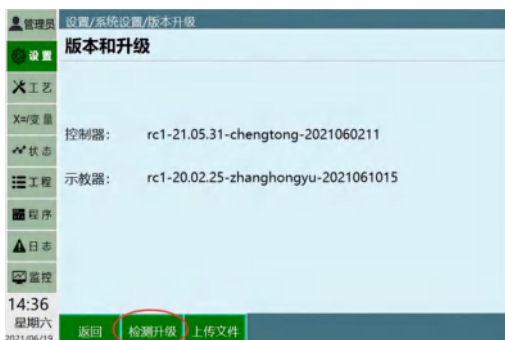 管理员
设置/系统设置/版本升级
设置
版本和升级
工艺
X=/变量
控制器： rc1-21.05.31-chengtong-2021060211
状态
示教器： rc1-20.02.25-zhanghongyu-2021061015
工程
程序
日志
监控
14:36
星期六
2021/06/19
返回 检测升级 上传文件